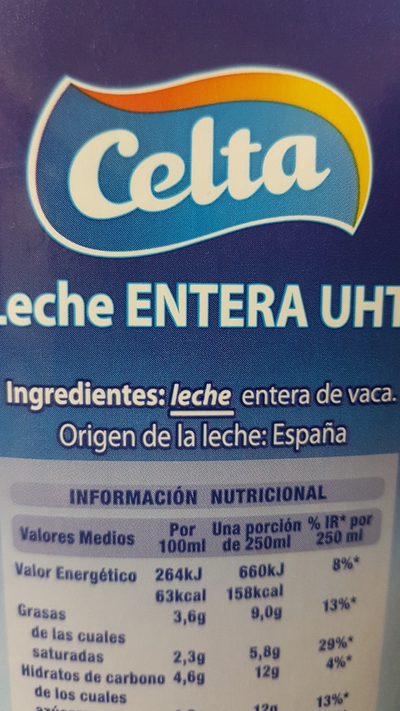 Celta
Leche ENTERA UHT
Ingredientes: leche entera de vaca.
Origen de la leche: España
INFORMACIÓN NUTRICIONAL
Valores Medios Por 100ml Una porción de 250ml % IR* por 250 ml
Valor Energético 264kJ 660kJ 8%*
63kcal 158kcal
Grasas 3,6g 9,0g 13%*
de las cuales
saturadas 2,3g 5,8g 29%*
Hidratos de carbono 4,6g 12g 4%*
de los cuales
12g 13%*